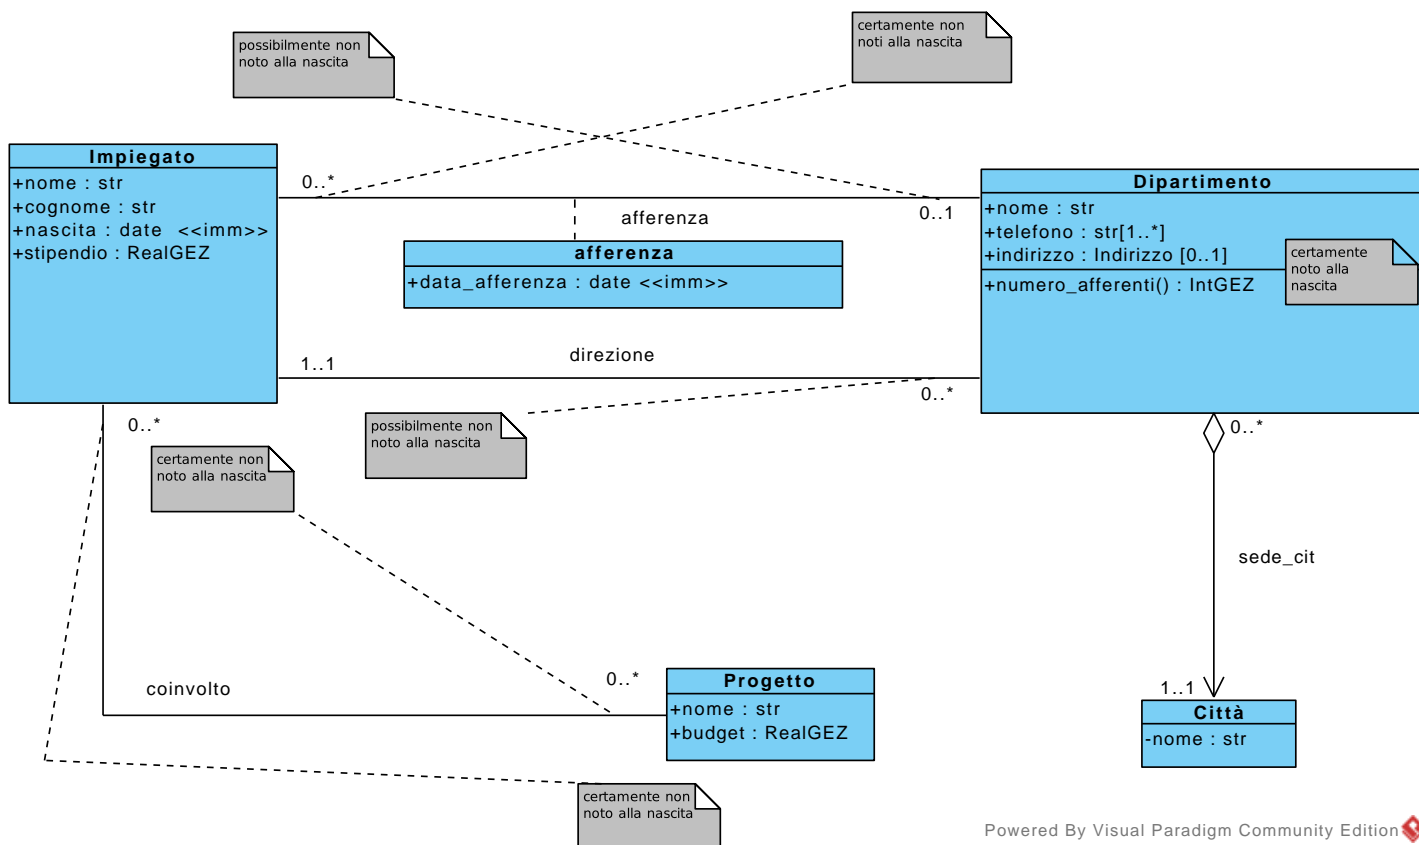 possibilmente non
noto alla nascita
certamente non
noti alla nascita
Impiegato
+nome : str
+cognome : str
+nascita : date <<imm>>
+stipendio : RealGEZ
0..*
afferenza
0..1
afferenza
+data_afferenza : date <<imm>>
Dipartimento
+nome : str
+telefono : str[1..*]
+indirizzo : Indirizzo [0..1]
+numero_afferenti() : IntGEZ
certamente
noto alla
nascita
1..1
direzione
0..*
possibilmente non
noto alla nascita
0..*
certamente non
noto alla nascita
0..*
sede_cit
1..1
Città
-nome : str
coinvolto
0..*
Progetto
+nome : str
+budget : RealGEZ
certamente non
noto alla nascita
Powered By Visual Paradigm Community Edition